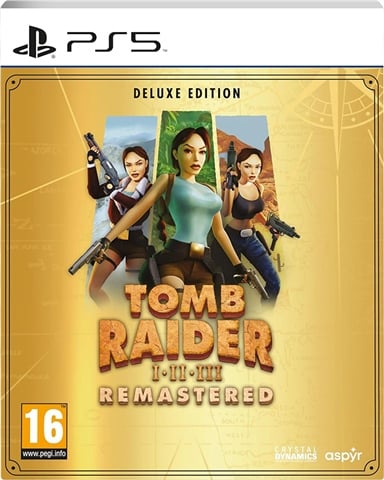 PS5
DELUXE EDITION
TOMB
RAIDER
I·II·III
REMASTERED
16
www.pegi.info
CRYSTAL
DYNAMICS
aspyr